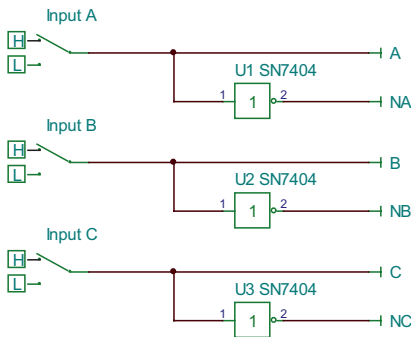 Input A
H
L
A
U1 SN7404
1 1 2
NA
Input B
H
L
B
U2 SN7404
1 1 2
NB
Input C
H
L
C
U3 SN7404
1 1 2
NC